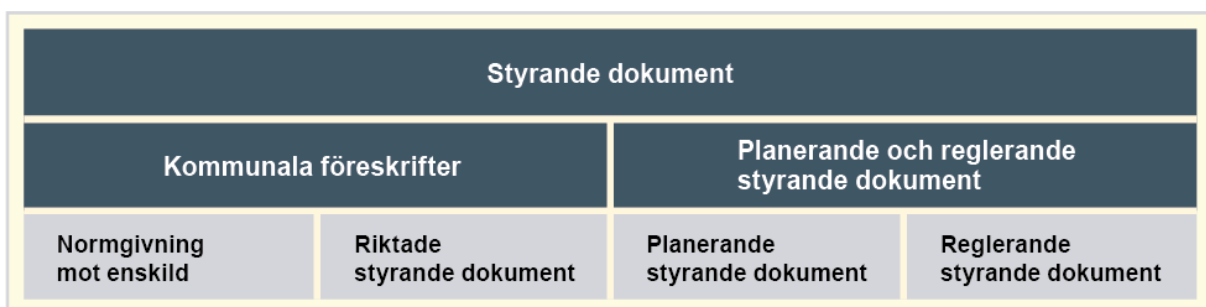 Styrande dokument
Kommunala föreskrifter
Planerande och reglerande
styrande dokument
Normgivning
mot enskild
Riktade
styrande dokument
Planerande
styrande dokument
Reglerande
styrande dokument